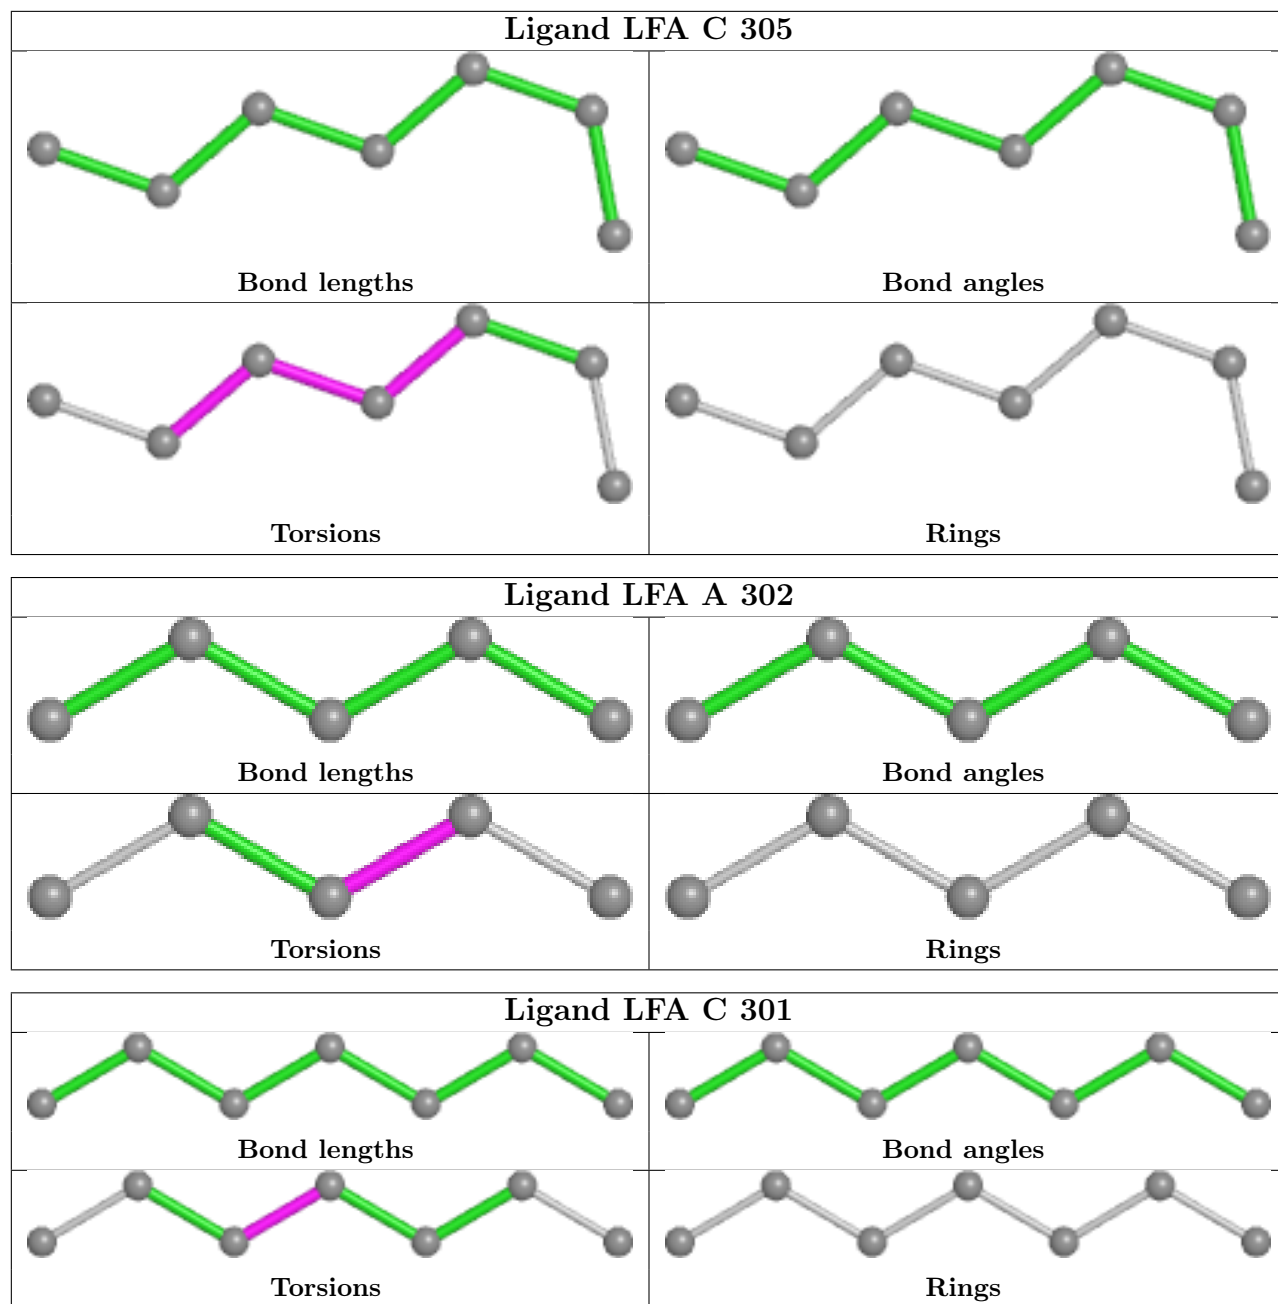 Ligand LFA C 305
Bond lengths
Bond angles
Torsions
Rings
Ligand LFA A 302
Bond lengths
Bond angles
Torsions
Rings
Ligand LFA C 301
Bond lengths
Bond angles
Torsions
Rings